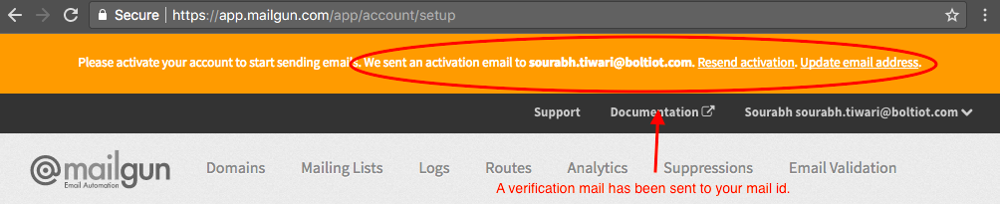 Secure https://app.mailgun.com/app/account/setup
Please activate your account to start sending emails. We sent an activation email to sourabh.tiwari@boltiot.com. Resend activation. Update email address.
Support Documentation Sourabh sourabh.tiwari@boltiot.com
@mailgun Domains Mailing Lists Logs Routes Analytics Suppressions Email Validation
Email Automation
A verification mail has been sent to your mail id.